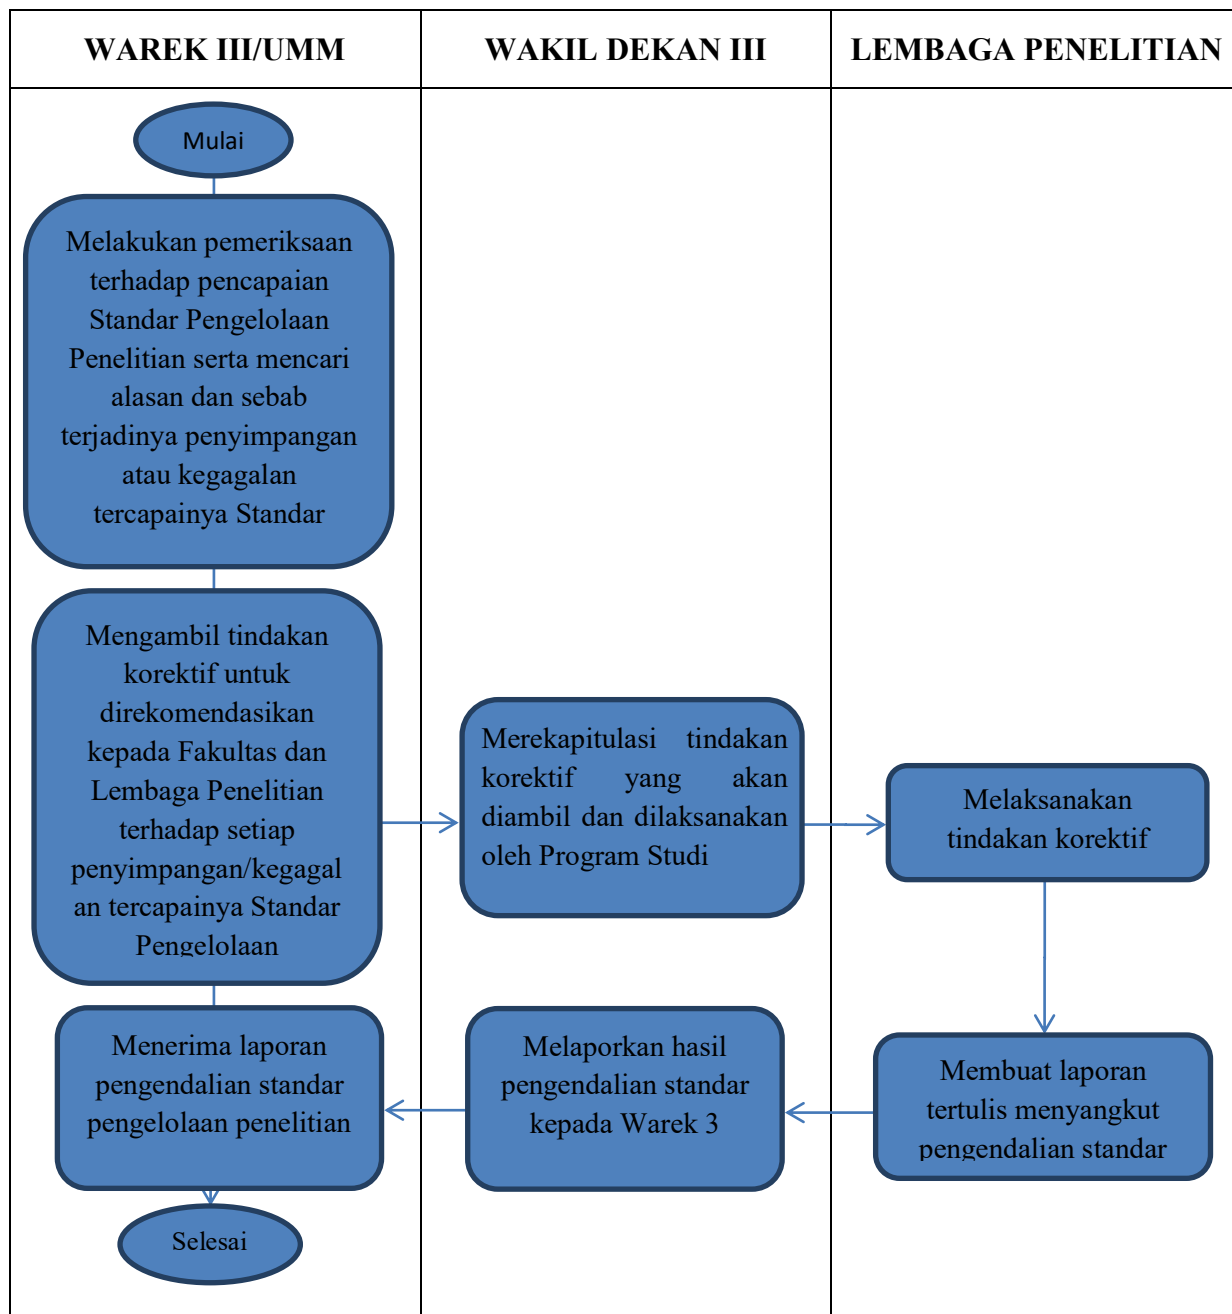 WAREK III/UMM
WAKIL DEKAN III
LEMBAGA PENELITIAN
Mulai
Melakukan pemeriksaan
terhadap pencapaian
Standar Pengelolaan
Penelitian serta mencari
alasan dan sebab
terjadinya penyimpangan
atau kegagalan
tercapainya Standar
Mengambil tindakan
korektif untuk
direkomendasikan
kepada Fakultas dan
Lembaga Penelitian
terhadap setiap
penyimpangan/kegagal
an tercapainya Standar
Pengelolaan
Merekapitulasi tindakan
korektif yang akan
diambil dan dilaksanakan
oleh Program Studi
Melaksanakan
tindakan korektif
Menerima laporan
pengendalian standar
pengelolaan penelitian
Melaporkan hasil
pengendalian standar
kepada Warek 3
Membuat laporan
tertulis menyangkut
pengendalian standar
Selesai